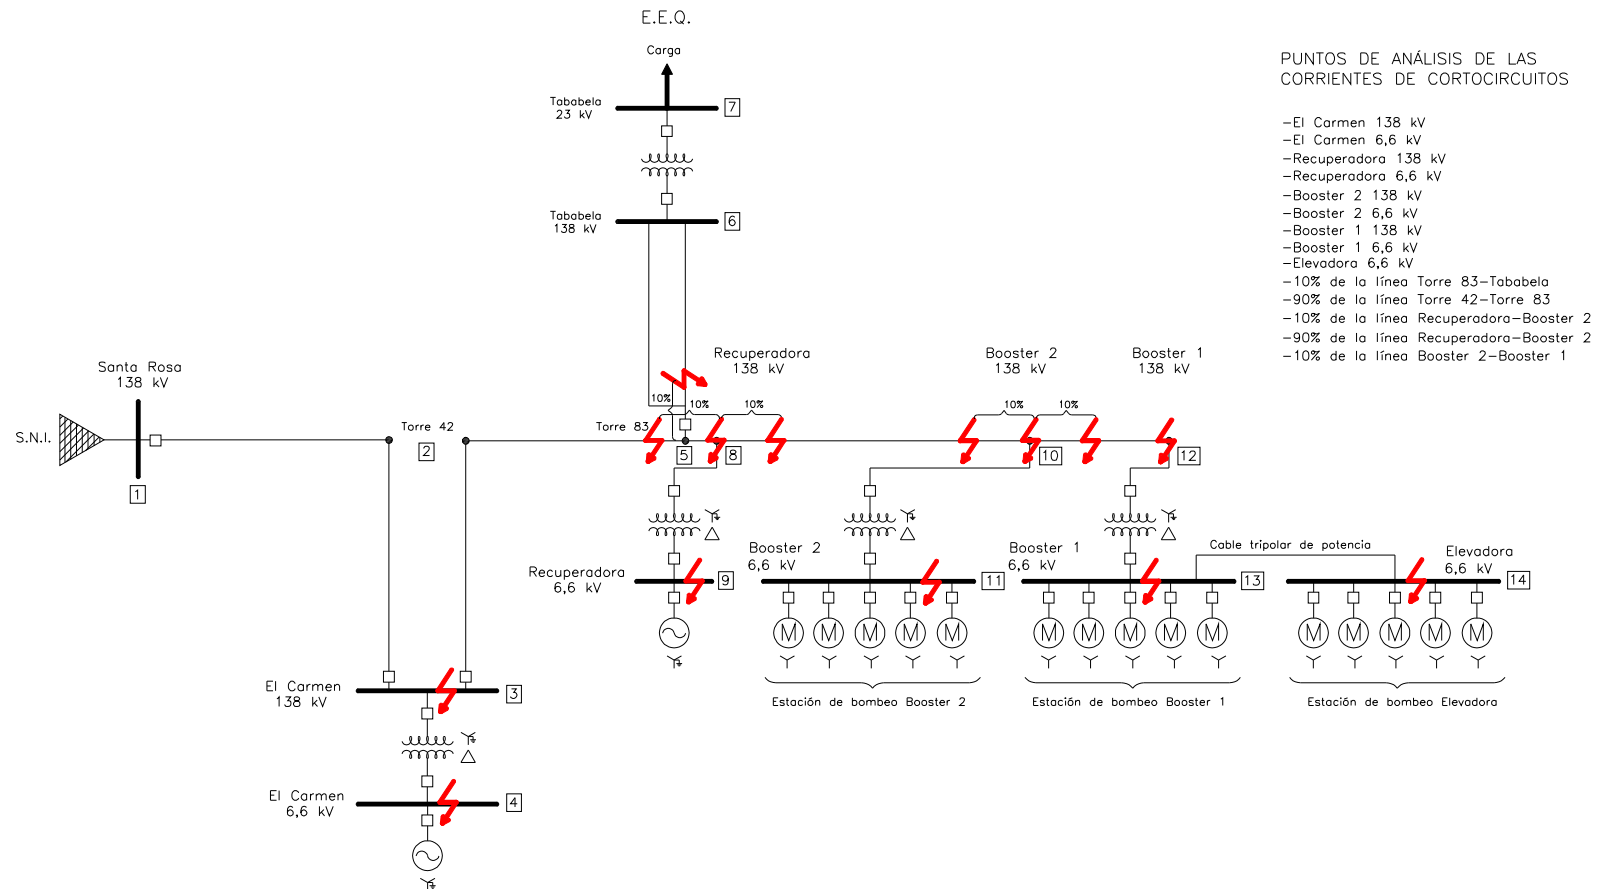 E.E.Q.
Carga
PUNTOS DE ANÁLISIS DE LAS
CORRIENTES DE CORTOCIRCUITOS
Tababela
23 kV
7
-El Carmen 138 kV
-El Carmen 6,6 kV
-Recuperadora 138 kV
-Recuperadora 6,6 kV
-Booster 2 138 kV
-Booster 2 6,6 kV
-Booster 1 138 kV
-Booster 1 6,6 kV
-Elevadora 6,6 kV
-10% de la línea Torre 83-Tababela
-90% de la línea Torre 42-Torre 83
-10% de la línea Recuperadora-Booster 2
-90% de la línea Recuperadora-Booster 2
-10% de la línea Booster 2-Booster 1
Tababela
138 kV
6
Santa Rosa
138 kV
Recuperadora
138 kV
Booster 2
138 kV
Booster 1
138 kV
10%
10%
10%
10%
10%
S.N.I.
Torre 42
Torre 83
1
2
5
8
10
12
Recuperadora
6,6 kV
9
Booster 2
6,6 kV
11
Booster 1
6,6 kV
13
Cable tripolar de potencia
Elevadora
6,6 kV
14
M M M M M
M M M M M
M M M M M
Estación de bombeo Booster 2
Estación de bombeo Booster 1
Estación de bombeo Elevadora
El Carmen
138 kV
3
El Carmen
6,6 kV
4